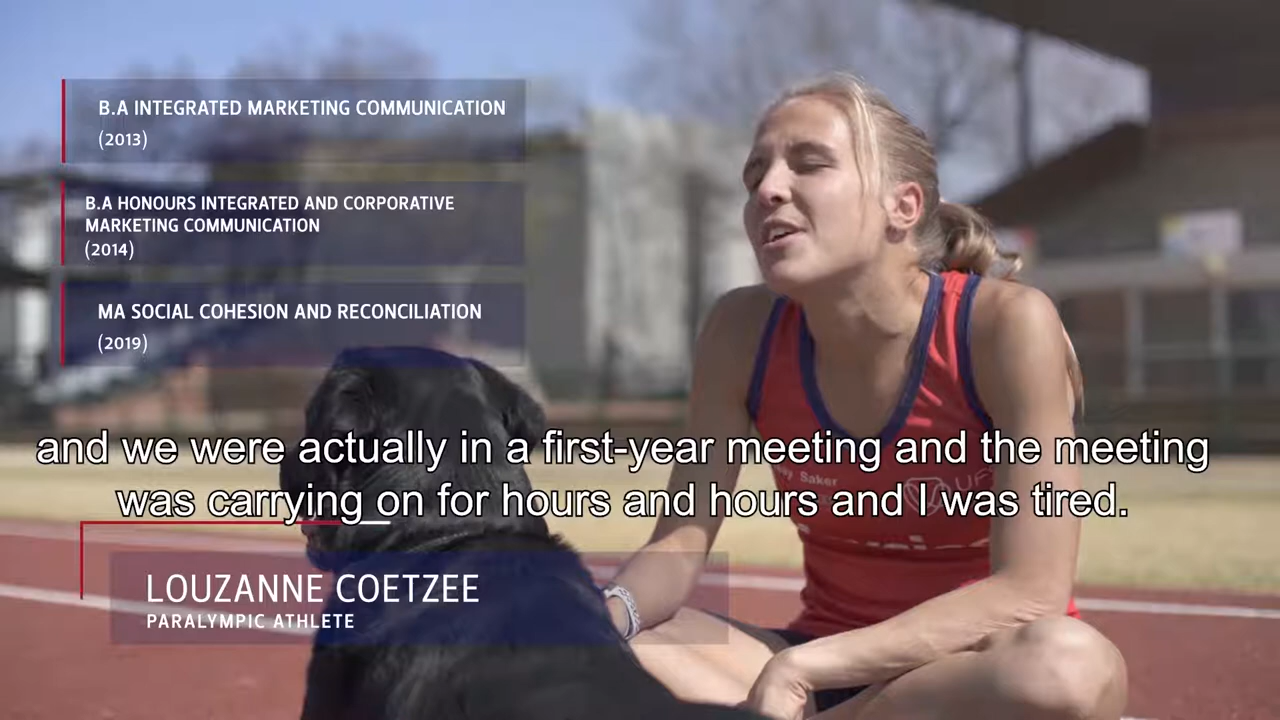 B.A INTEGRATED MARKETING COMMUNICATION
(2013)
B.A HONOURS INTEGRATED AND CORPORATIVE
MARKETING COMMUNICATION
(2014)
MA SOCIAL COHESION AND RECONCILIATION
(2019)
and we were actually in a first-year meeting and the meeting
was carrying on for hours and hours and I was tired.
Saker
LOUZANNE COETZEE
PARALYMPIC ATHLETE